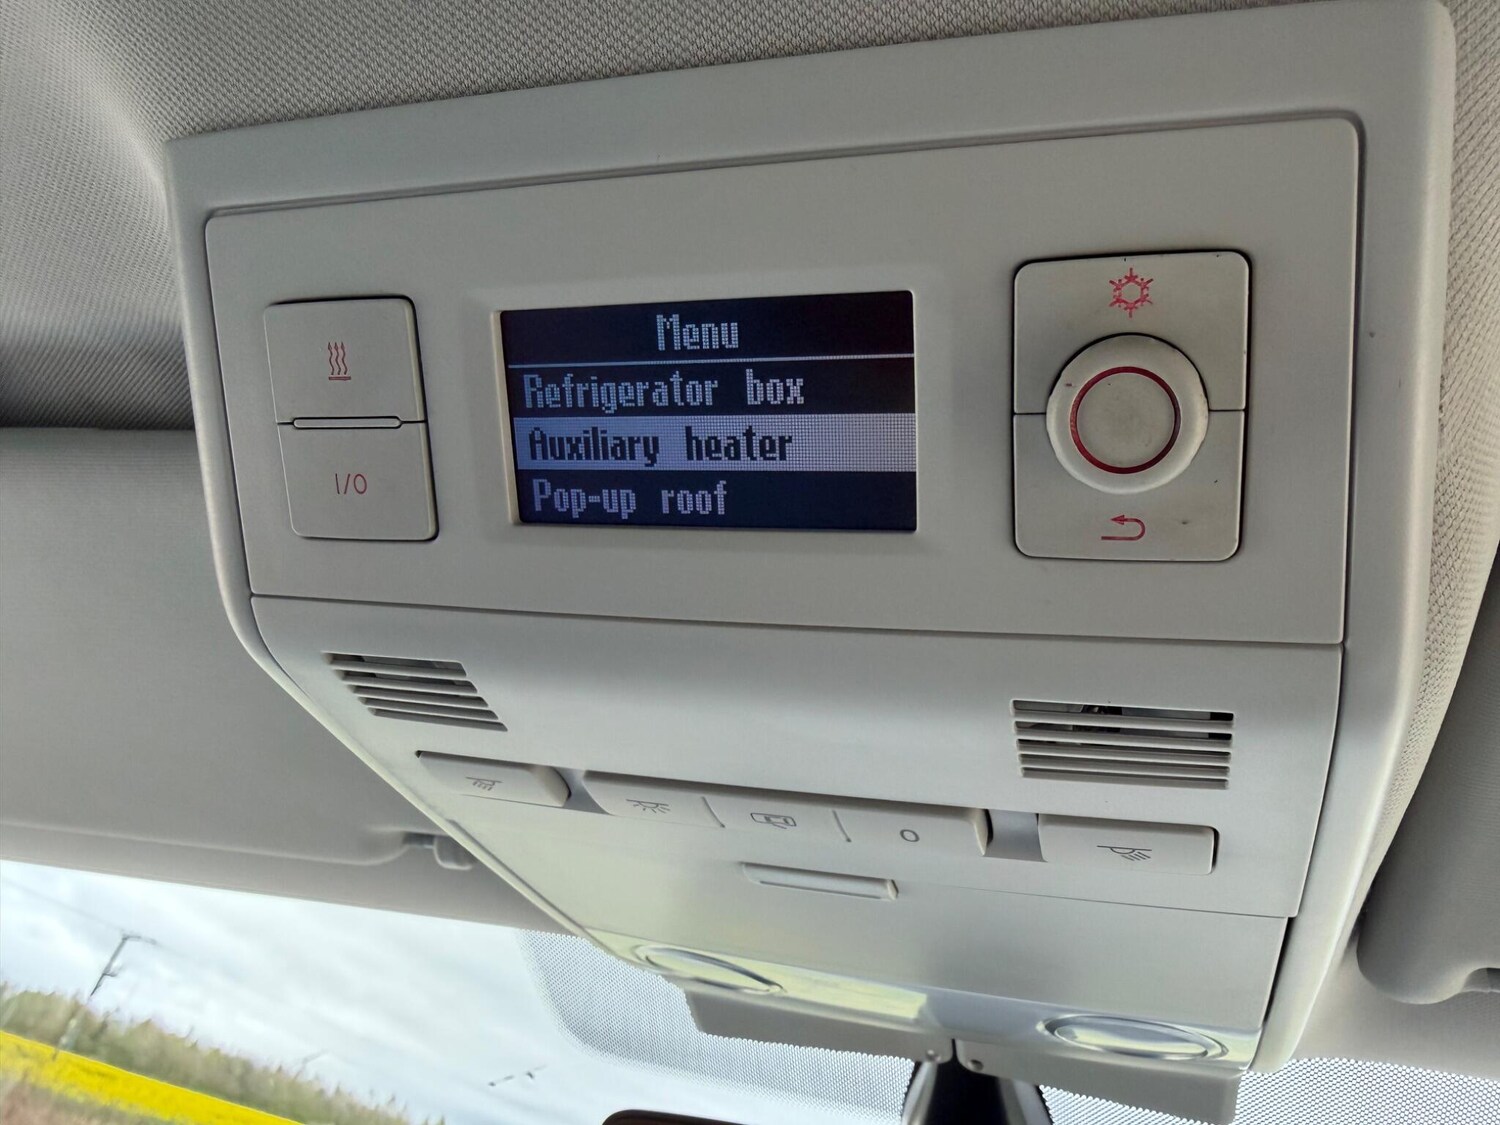 Menu
Refrigerator box
Auxiliary heater
Pop-up roof
I/O
O